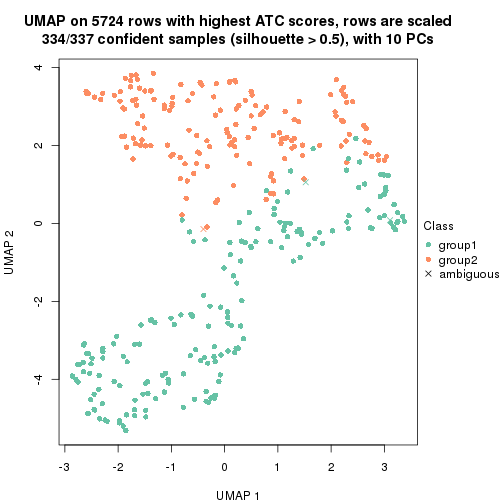 UMAP on 5724 rows with highest ATC scores, rows are scaled
334/337 confident samples (silhouette > 0.5), with 10 PCs
4
2
0
-2
-4
UMAP 2
-3
-2
-1
0
1
2
3
UMAP 1
Class
group1
group2
ambiguous